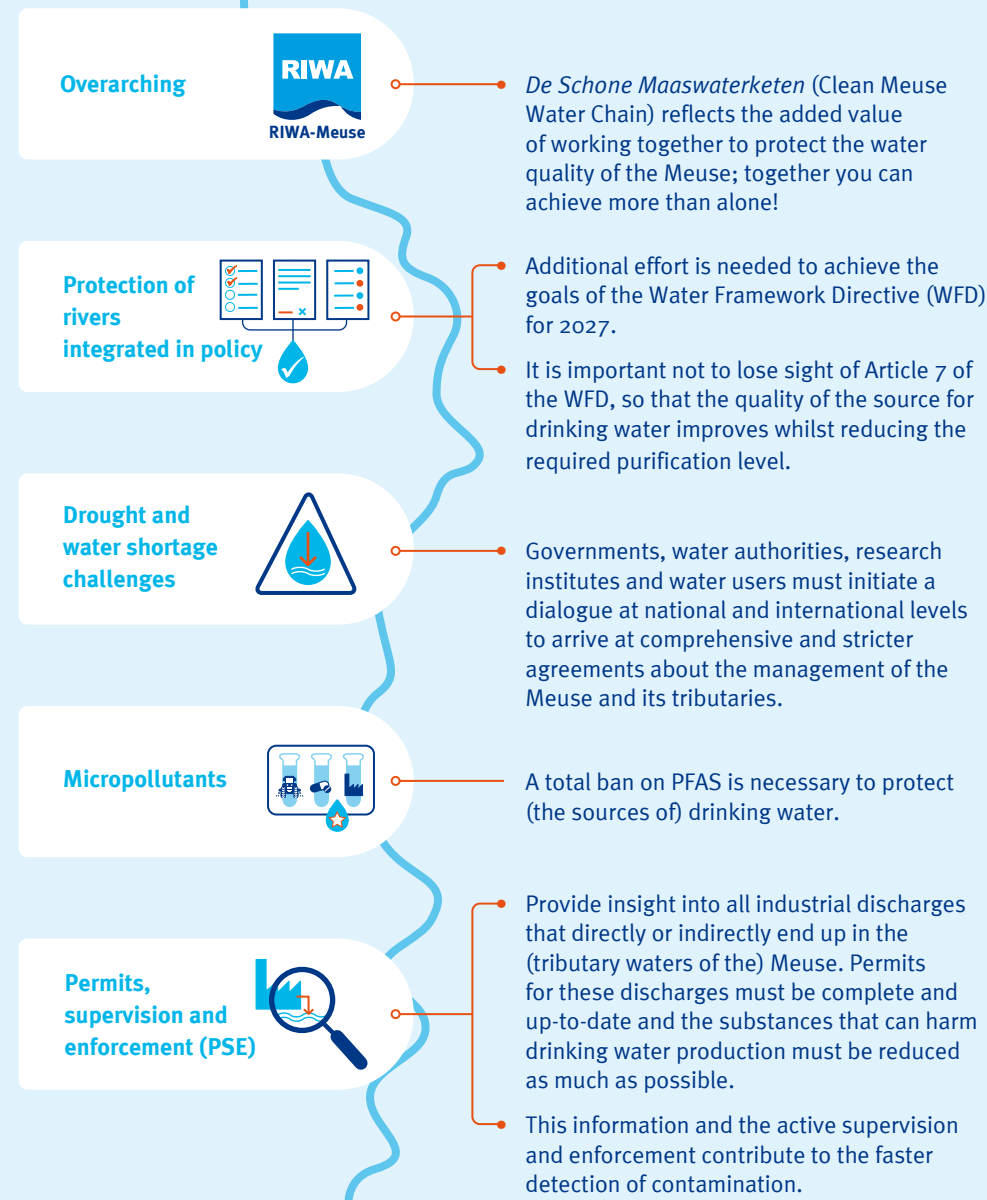 Overarching
RIWA
RIWA-Meuse
De Schone Maaswaterketen (Clean Meuse
Water Chain) reflects the added value
of working together to protect the water
quality of the Meuse; together you can
achieve more than alone!
Protection of
rivers
integrated in policy
Additional effort is needed to achieve the
goals of the Water Framework Directive (WFD)
for 2027.
It is important not to lose sight of Article 7 of
the WFD, so that the quality of the source for
drinking water improves whilst reducing the
required purification level.
Drought and
water shortage
challenges
Governments, water authorities, research
institutes and water users must initiate a
dialogue at national and international levels
to arrive at comprehensive and stricter
agreements about the management of the
Meuse and its tributaries.
Micropollutants
A total ban on PFAS is necessary to protect
(the sources of) drinking water.
Permits,
supervision and
enforcement (PSE)
Provide insight into all industrial discharges
that directly or indirectly end up in the
(tributary waters of the) Meuse. Permits
for these discharges must be complete and
up-to-date and the substances that can harm
drinking water production must be reduced
as much as possible.
This information and the active supervision
and enforcement contribute to the faster
detection of contamination.